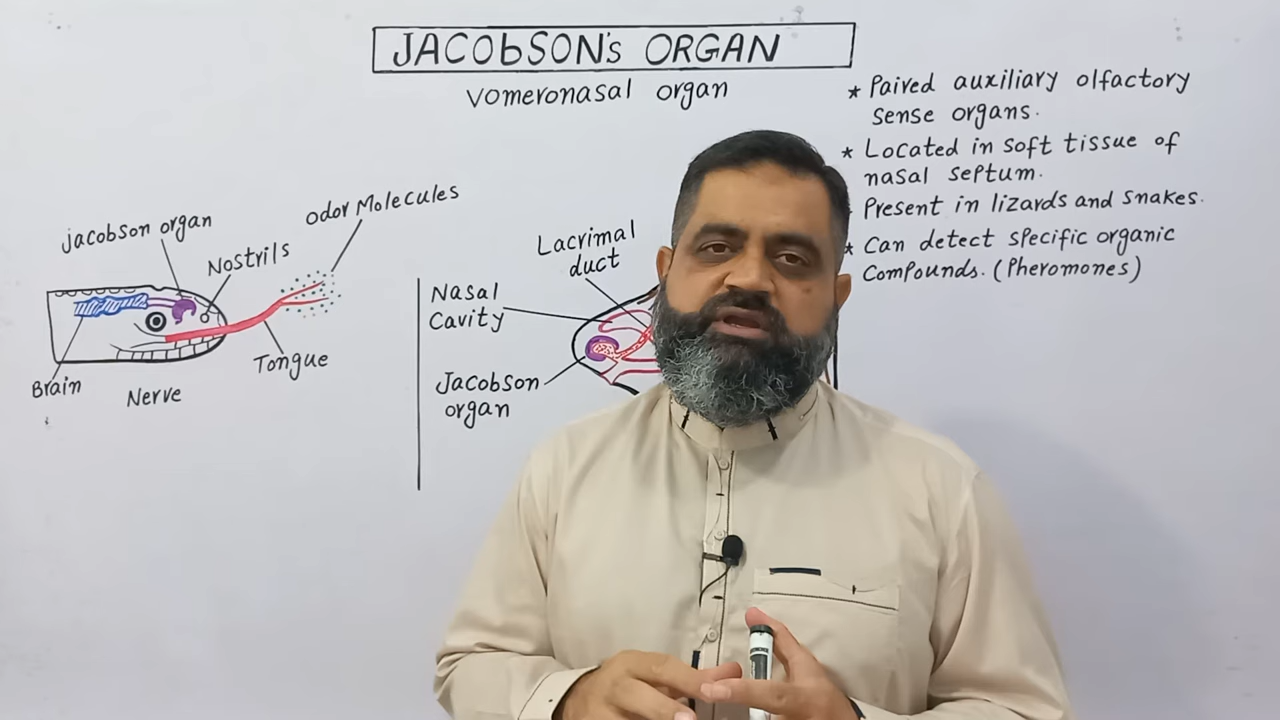 JACOBSON's ORGAN
Vomeronasal organ
* Paired auxiliary olfactory
sense organs.
* Located in soft tissue of
nasal septum.
Present in lizards and snakes.
* Can detect specific organic
Compounds. (Pheromones)
Jacobson organ
Nostrils
odor Molecules
Brain
Nerve
Tongue
Lacrimal
duct
Nasal
Cavity
Jacobson
organ